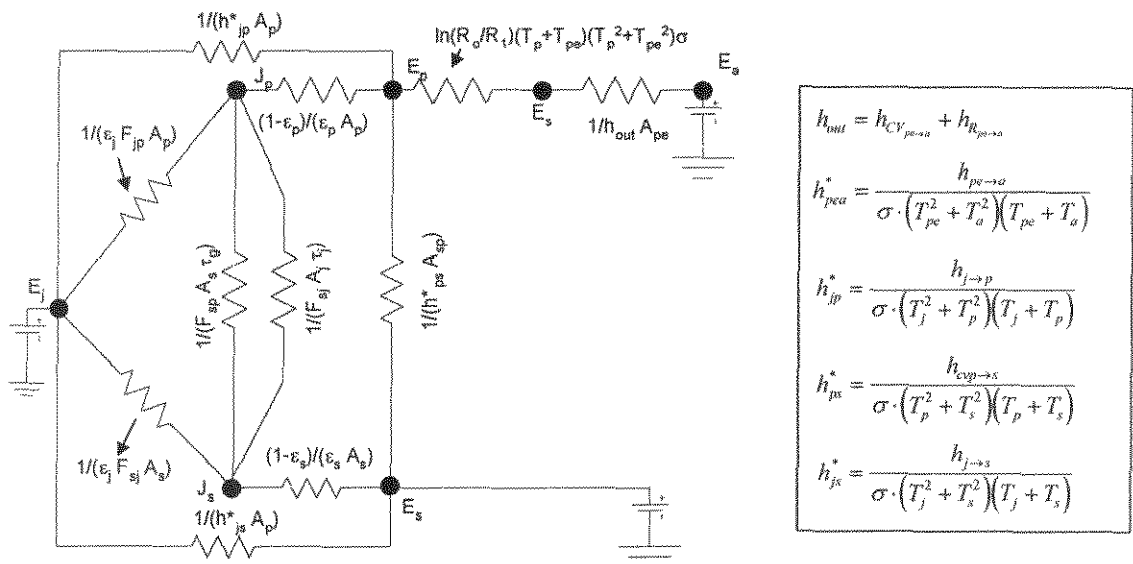 1/(h*jp Ap)
ln(Ro/R1)(Tp+Tpe)(Tp²+Tpe²)σ
Jp
Ep
Es
Ea
(1-εp)/(εp Ap)
1/hout Ape
1/(εj Fjp Ap)
1/(Fsp As τg)
1/(Fsj Aj τj)
1/(h*ps Asp)
Ej
1/(εj Fsj As)
(1-εs)/(εs As)
Js
Es
1/(h*js Ap)
hout = hCVpe→a + hRpe→a
h*pea = hpe→a / σ·(Tpe² + Ta²)(Tpe + Ta)
h*jp = hj→p / σ·(Tj² + Tp²)(Tj + Tp)
h*ps = hcvp→s / σ·(Tp² + Ts²)(Tp + Ts)
h*js = hj→s / σ·(Tj² + Ts²)(Tj + Ts)